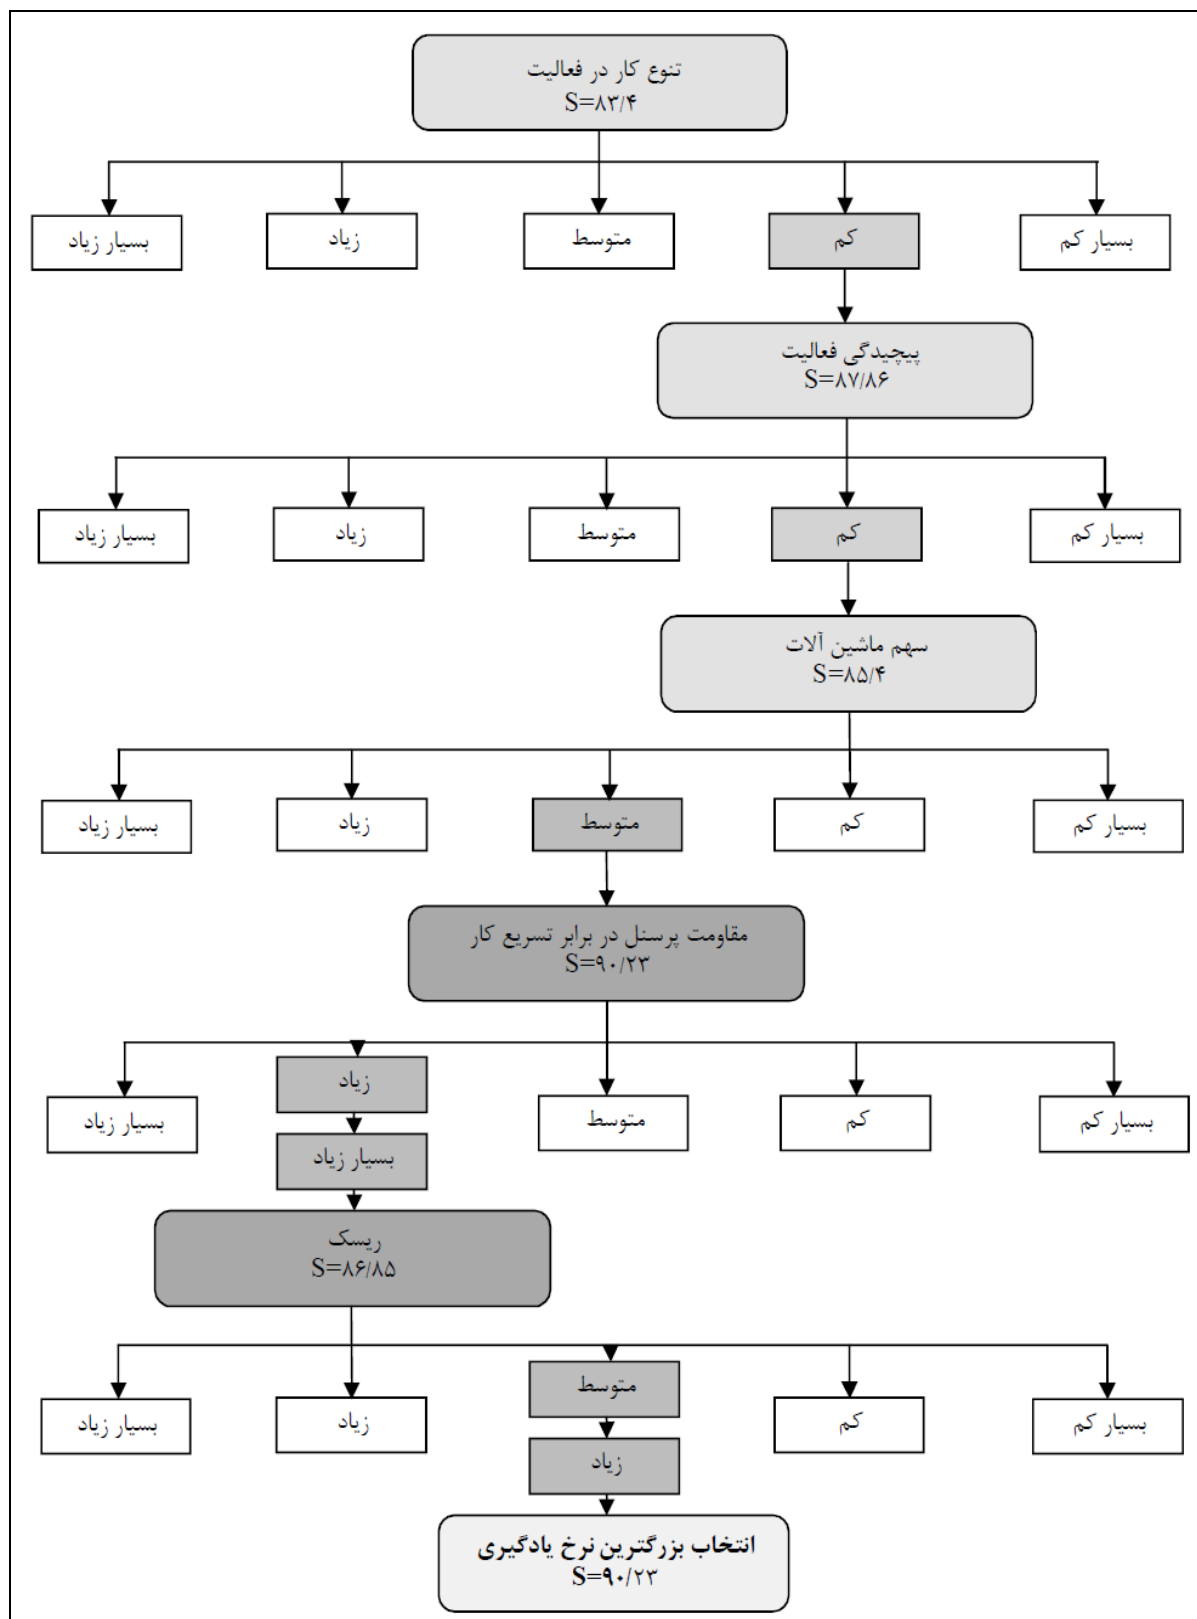 تنوع کار در فعالیت
S=۸۳/۴
بسیار کم
کم
متوسط
زیاد
بسیار زیاد
پیچیدگی فعالیت
S=۸۷/۸۶
بسیار کم
کم
متوسط
زیاد
بسیار زیاد
سهم ماشین آلات
S=۸۵/۴
بسیار کم
کم
متوسط
زیاد
بسیار زیاد
مقاومت پرسنل در برابر تسریع کار
S=۹۰/۲۳
بسیار کم
کم
متوسط
زیاد
بسیار زیاد
بسیار زیاد
ریسک
S=۸۶/۸۵
بسیار کم
کم
متوسط
زیاد
بسیار زیاد
زیاد
انتخاب بزرگترین نرخ یادگیری
S=۹۰/۲۳